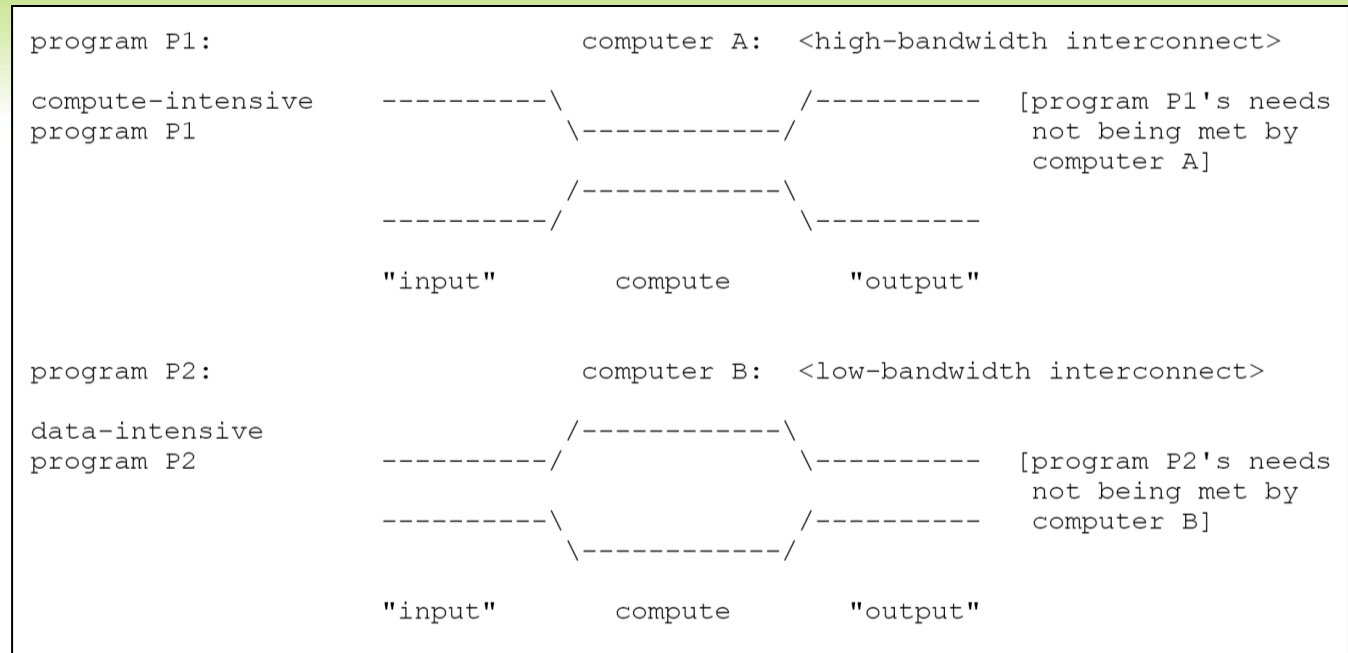 program P1:                      computer A:  <high-bandwidth interconnect>
compute-intensive    ----------\              /----------  [program P1's needs
program P1                      \------------/              not being met by
                                                            computer A]
                                /------------\
                     ----------/              \----------
                     "input"       compute       "output"
program P2:                      computer B:  <low-bandwidth interconnect>
data-intensive                  /------------\
program P2           ----------/              \----------  [program P2's needs
                                                            not being met by
                     ----------\              /----------   computer B]
                                \------------/
                     "input"       compute       "output"